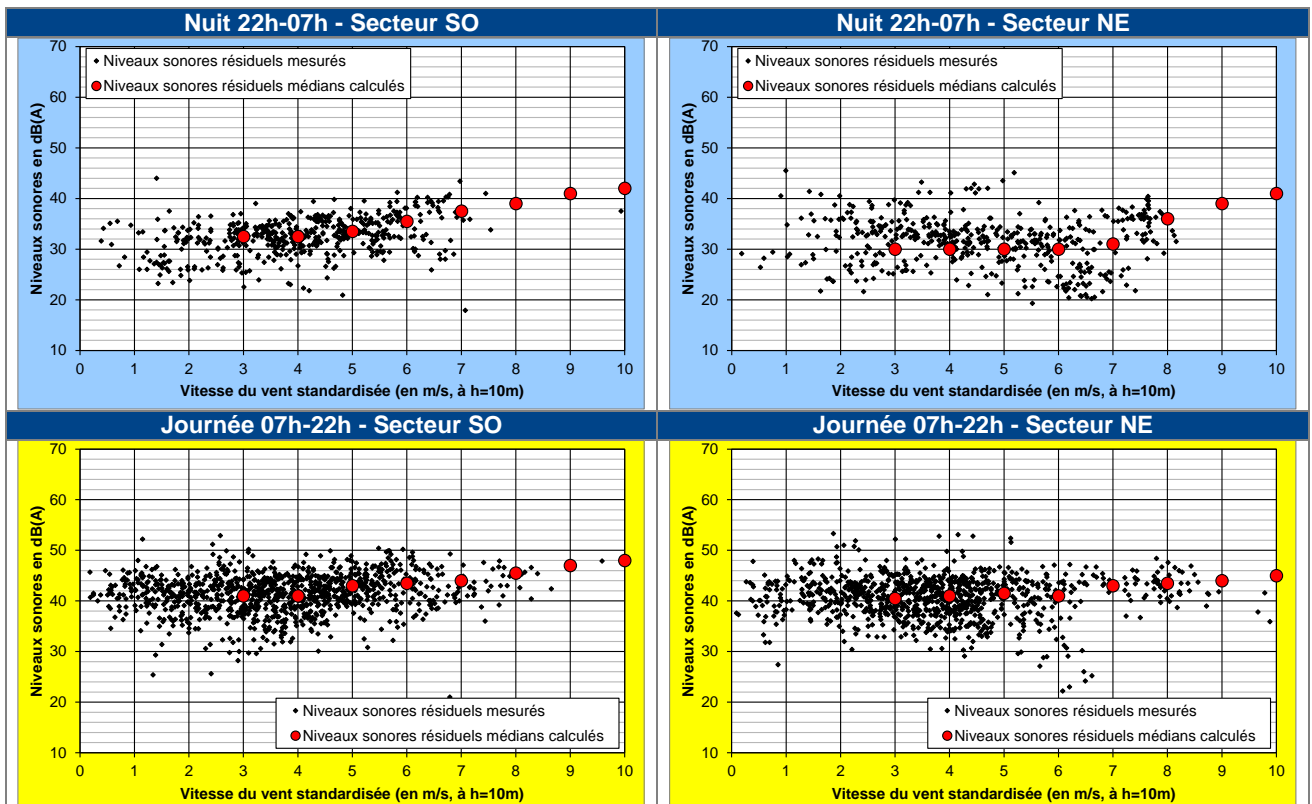 Nuit 22h-07h - Secteur SO
Nuit 22h-07h - Secteur NE
70
60
50
40
30
20
10
Niveaux sonores en dB(A)
Niveaux sonores résiduels mesurés
Niveaux sonores résiduels médians calculés
0 1 2 3 4 5 6 7 8 9 10
Vitesse du vent standardisée (en m/s, à h=10m)
70
60
50
40
30
20
10
Niveaux sonores en dB(A)
Niveaux sonores résiduels mesurés
Niveaux sonores résiduels médians calculés
0 1 2 3 4 5 6 7 8 9 10
Vitesse du vent standardisée (en m/s, à h=10m)
Journée 07h-22h - Secteur SO
Journée 07h-22h - Secteur NE
70
60
50
40
30
20
10
Niveaux sonores en dB(A)
Niveaux sonores résiduels mesurés
Niveaux sonores résiduels médians calculés
0 1 2 3 4 5 6 7 8 9 10
Vitesse du vent standardisée (en m/s, à h=10m)
70
60
50
40
30
20
10
Niveaux sonores en dB(A)
Niveaux sonores résiduels mesurés
Niveaux sonores résiduels médians calculés
0 1 2 3 4 5 6 7 8 9 10
Vitesse du vent standardisée (en m/s, à h=10m)